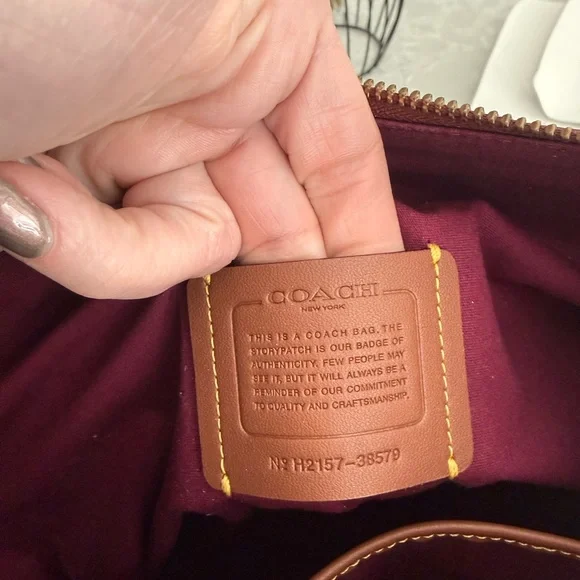 COACH
NEW YORK
THIS IS A COACH BAG. THE
STORYPATCH IS OUR BADGE OF
AUTHENTICITY. FEW PEOPLE MAY
SEE IT, BUT IT WILL ALWAYS BE A
REMINDER OF OUR COMMITMENT
TO QUALITY AND CRAFTSMANSHIP.
Nº H2157-38579